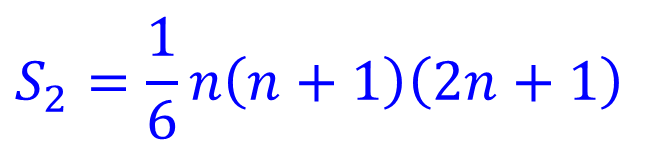 S₂ = 1/6 n(n + 1)(2n + 1)